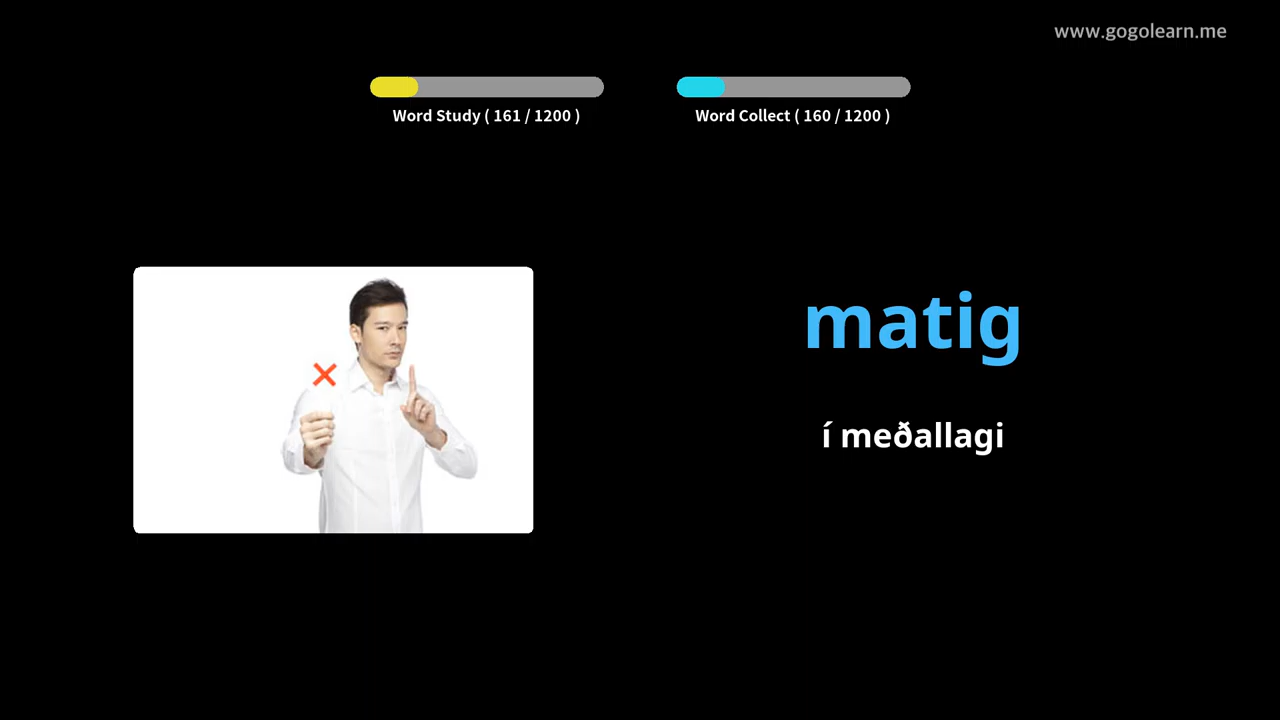 www.gogolearn.me
Word Study ( 161 / 1200 )
Word Collect ( 160 / 1200 )
matig
í meðallagi